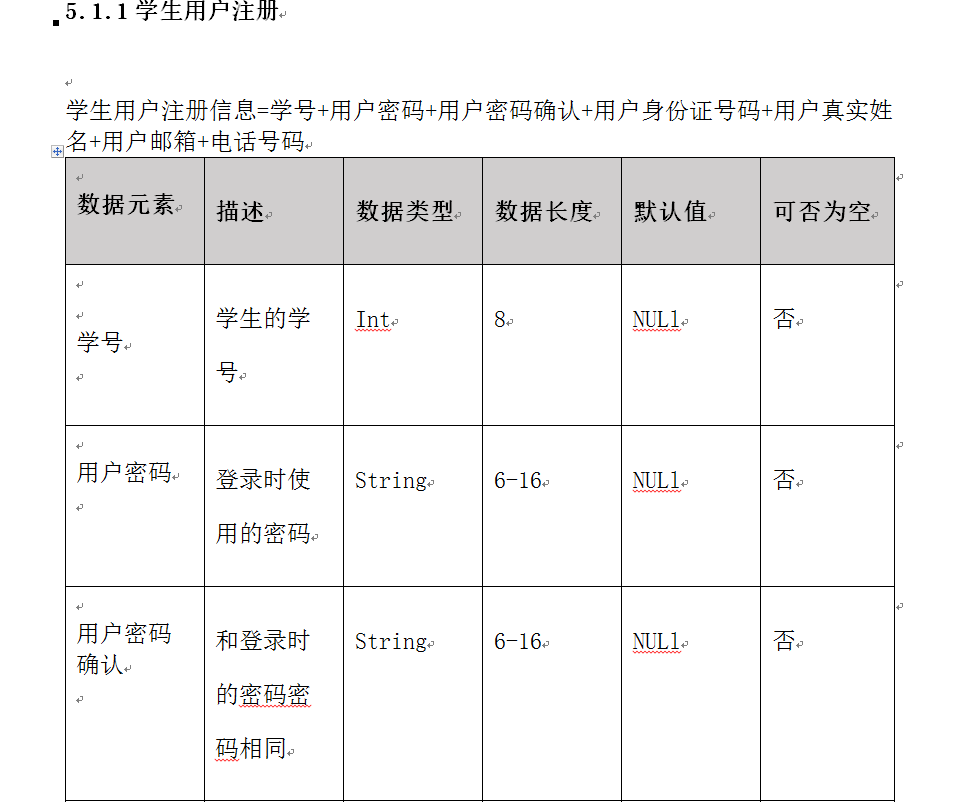 5.1.1 学生用户注册
学生用户注册信息=学号+用户密码+用户密码确认+用户身份证号码+用户真实姓
名+用户邮箱+电话号码
数据元素 描述 数据类型 数据长度 默认值 可否为空
学生的学
学号 Int 8 NULl 否
号
用户密码 登录时使 String 6-16 NULl 否
用的密码
用户密码 和登录时 String 6-16 NULl 否
确认 的密码密
码相同